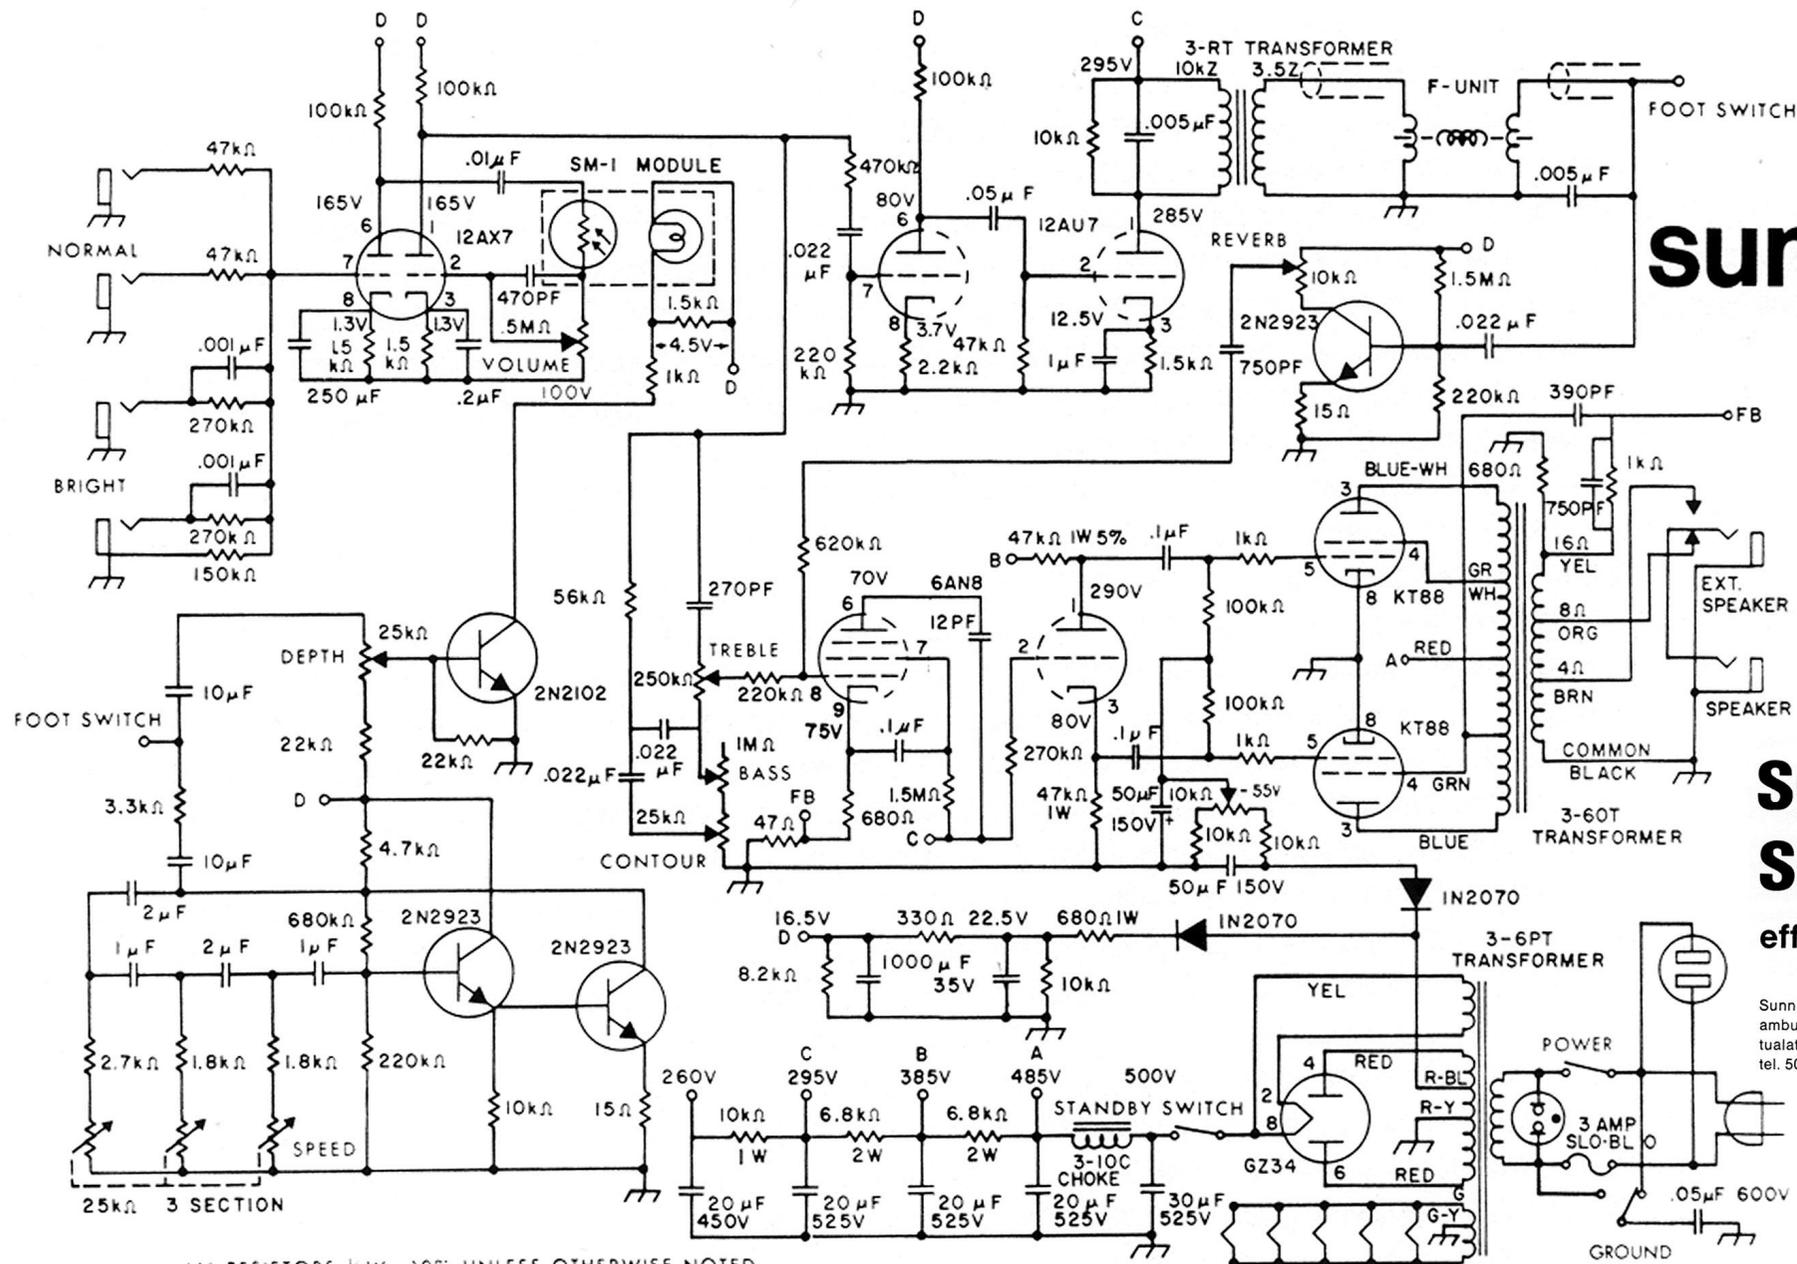 D D D C
3-RT TRANSFORMER
295V 10kZ 3.5Z
F-UNIT
FOOT SWITCH
100kΩ 100kΩ 100kΩ
10kΩ .005μF
47kΩ
.01μF SM-1 MODULE 470kΩ
.005μF
165V 165V 80V .05μF 12AU7 285V
6 1 6 1
12AX7
NORMAL
47kΩ
7 2
.022 μF
7 2
REVERB
10kΩ D
1.5MΩ
sun
470PF
8 3
1.3V 1.3V
.5MΩ
1.5kΩ
8 3.7V 12.5V 3
2N2923
.022μF
.001μF
1.5 kΩ 1.5 kΩ
VOLUME
4.5V
1kΩ D
220 kΩ
2.2kΩ
47kΩ
1μF 1.5kΩ
750PF
250μF .2μF 100V
15Ω 220kΩ
390PF
FB
270kΩ
.001μF
BRIGHT
270kΩ
150kΩ
BLUE-WH 680Ω 1kΩ
3
750PF
620kΩ
47kΩ 1W 5% .1μF 1kΩ
B
16Ω
YEL
5 4
GR WH
8 KT88
56kΩ 270PF
70V 6AN8 290V
6 12PF 1
100kΩ
8Ω
ORG
EXT. SPEAKER
25kΩ
DEPTH
2N2102
TREBLE
250kΩ 220kΩ 8
7 2
A RED
4Ω
BRN
10μF
FOOT SWITCH
22kΩ
22kΩ
9
75V .1μF
80V 3
100kΩ
8 KT88
SPEAKER
.022 μF
.022μF
1MΩ
BASS
270kΩ .1μF 1kΩ 5
4 GRN
COMMON
BLACK
D
3.3kΩ
25kΩ
FB
47Ω
1.5MΩ
680Ω
C
47kΩ 1W
50μF 150V
10kΩ -55V
10kΩ 10kΩ
3
BLUE
3-60T TRANSFORMER
4.7kΩ
10μF
CONTOUR
50μF 150V
S
S
2μF
680kΩ 2N2923
2N2923
16.5V 330Ω 22.5V 680Ω1W
D
IN2070
IN2070
3-6PT TRANSFORMER
eff
1μF 2μF 1μF
8.2kΩ 1000μF 35V 10kΩ
YEL
Sunn
ambu
tualat
tel. 50
2.7kΩ 1.8kΩ 1.8kΩ 220kΩ
10kΩ 15Ω
C B A
260V 295V 385V 485V 500V
4 RED
R-BL
POWER
10kΩ 6.8kΩ 6.8kΩ STANDBY SWITCH
1W 2W 2W
2
8
R-Y
3 AMP
SLO-BLO
SPEED
3-10C CHOKE
GZ34 6 RED
25kΩ 3 SECTION
20μF 450V
20μF 525V
20μF 525V
20μF 525V
30μF 525V
G
G-Y
.05μF 600V
GROUND
RESISTORS UNLESS OTHERWISE NOTED